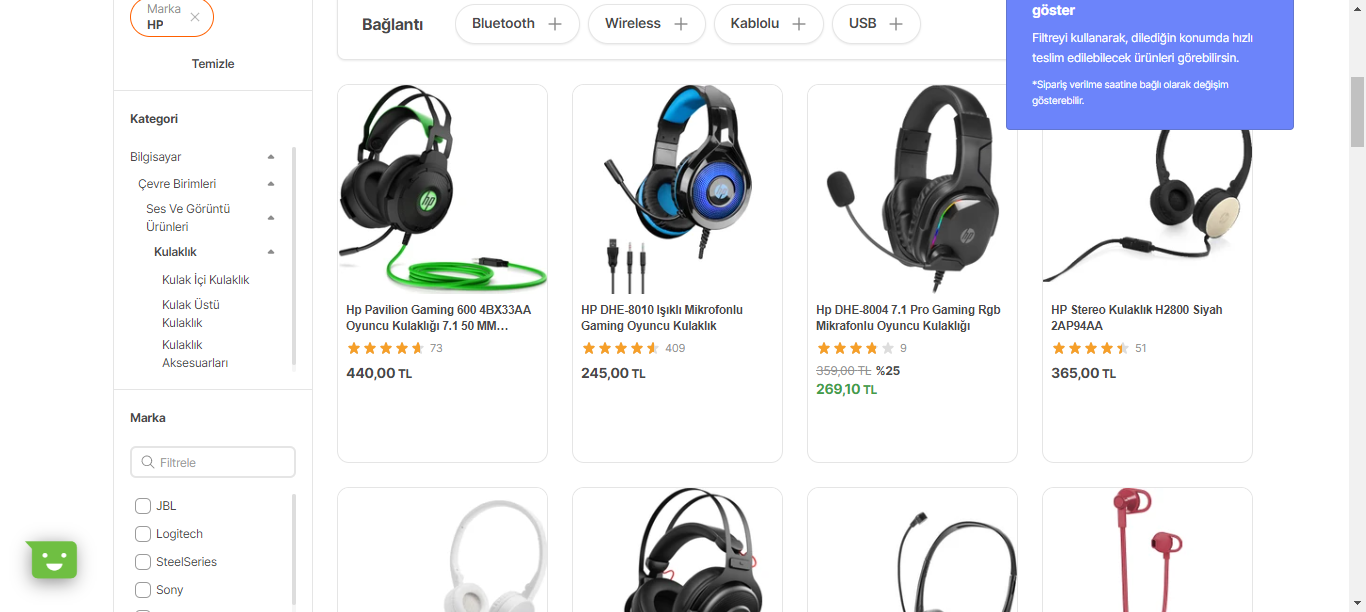 Marka
HP
Temizle
Kategori
Bilgisayar
Çevre Birimleri
Ses Ve Görüntü
Ürünleri
Kulaklık
Kulak İçi Kulaklık
Kulak Üstü
Kulaklık
Kulaklık
Aksesuarları
Marka
Filtrele
JBL
Logitech
SteelSeries
Sony
Bağlantı
Bluetooth
Wireless
Kablolu
USB
göster
Filtreyi kullanarak, dilediğin konumda hızlı
teslim edilebilecek ürünleri görebilirsin.
*Sipariş verilme saatine bağlı olarak değişim
gösterebilir.
Hp Pavilion Gaming 600 4BX33AA
Oyuncu Kulaklığı 7.1 50 MM...
73
440,00 TL
HP DHE-8010 Işıklı Mikrofonlu
Gaming Oyuncu Kulaklık
409
245,00 TL
Hp DHE-8004 7.1 Pro Gaming Rgb
Mikrofonlu Oyuncu Kulaklığı
9
359,00 TL %25
269,10 TL
HP Stereo Kulaklık H2800 Siyah
2AP94AA
51
365,00 TL